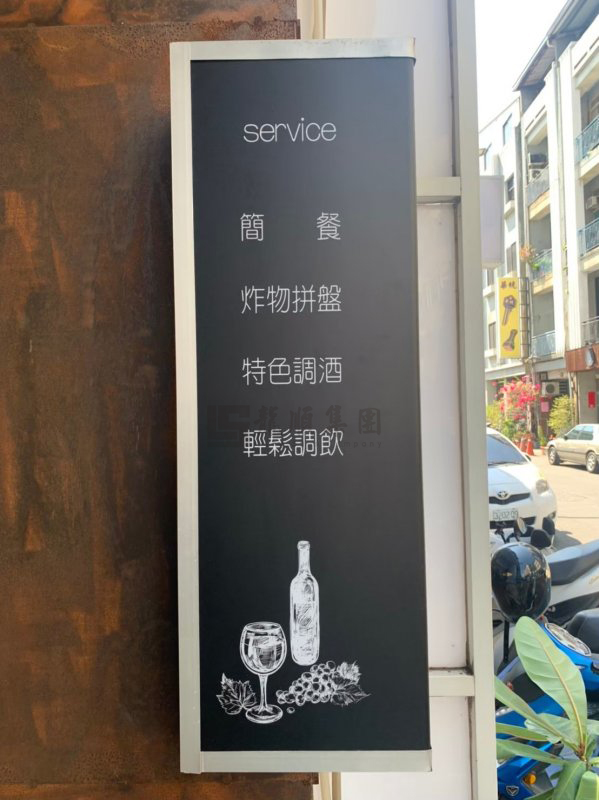 service
簡 餐
炸物拼盤
特色調酒
輕鬆調飲